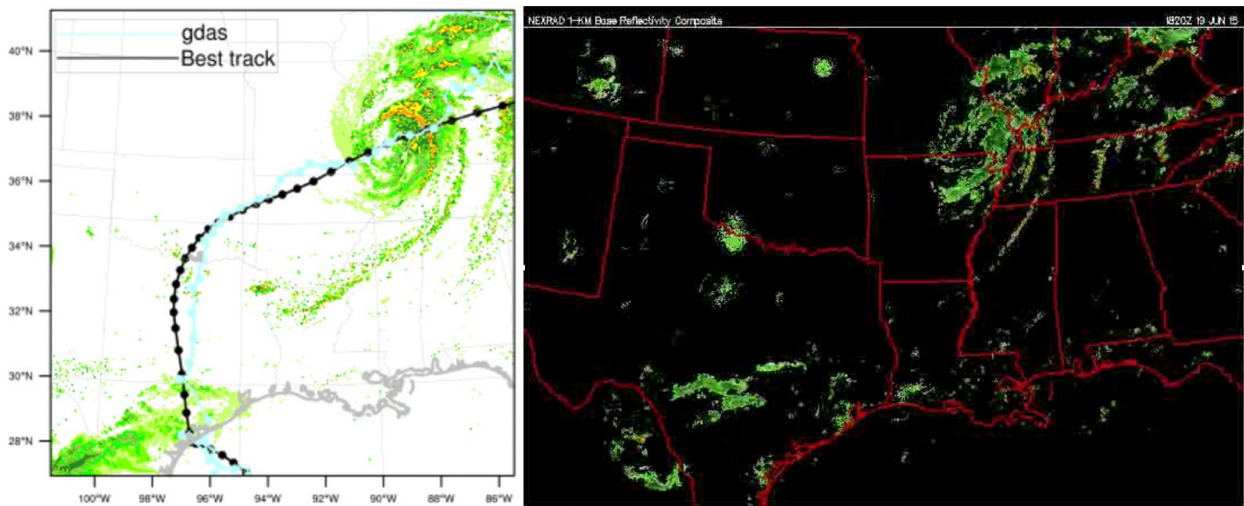 gdas
Best track
40°N
38°N
36°N
34°N
32°N
30°N
28°N
100°W
98°W
96°W
94°W
92°W
90°W
88°W
86°W
NEXRAD 1-KM Base Reflectivity Composite
1820Z 19 JUN 15